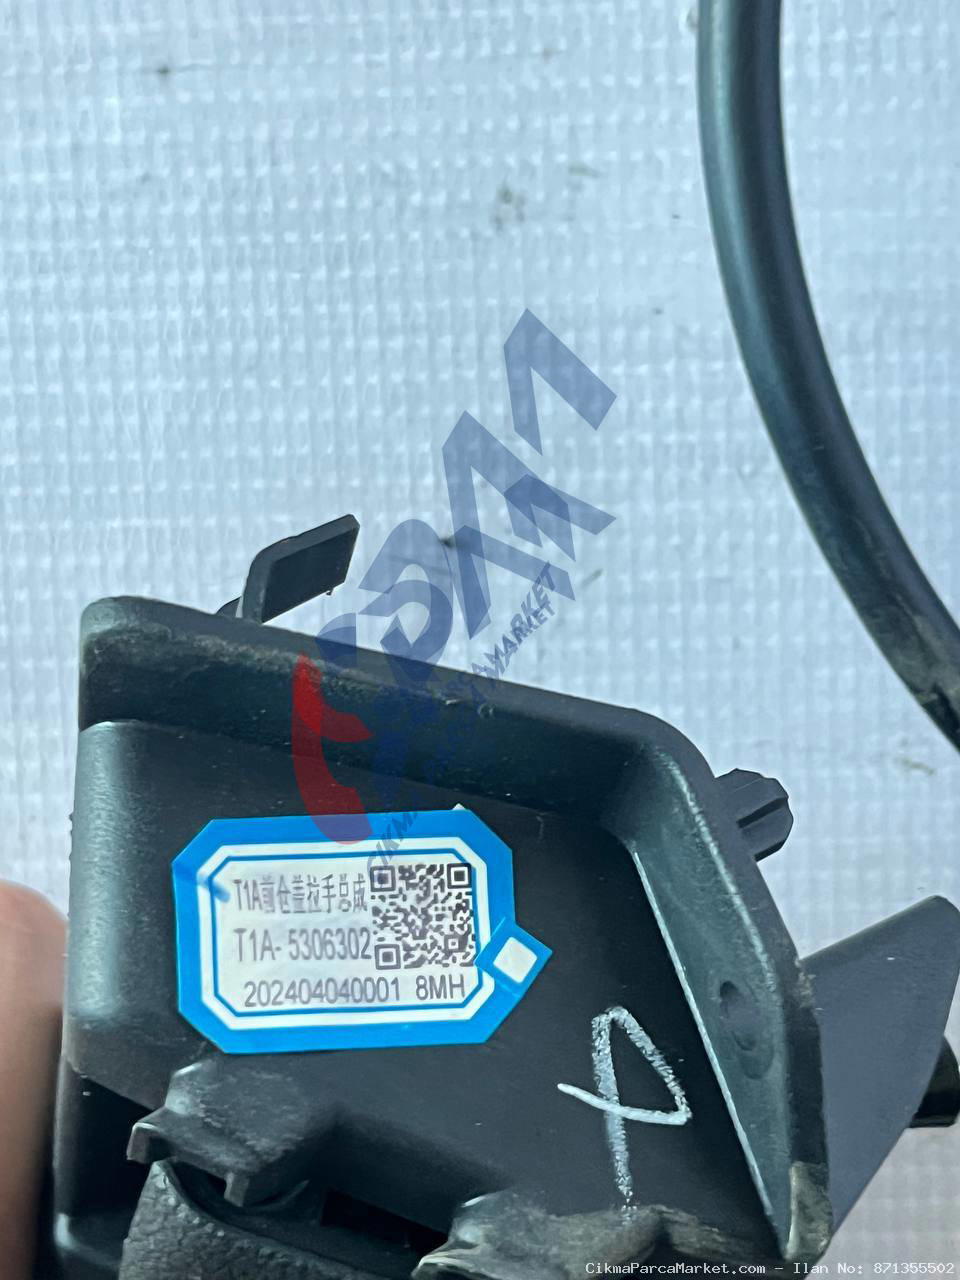 T1A前仓盖拉手总成
T1A- 5306302
202404040001 8MH
CikmaParcaMarket.com - Ilan No: 871355502